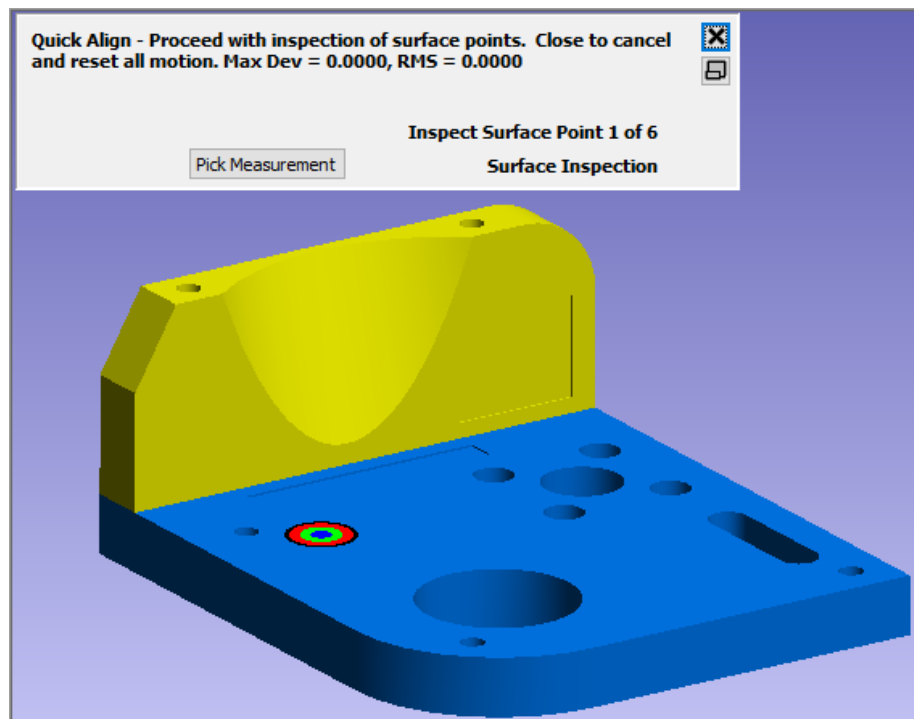 Quick Align - Proceed with inspection of surface points.  Close to cancel
and reset all motion. Max Dev = 0.0000, RMS = 0.0000
Inspect Surface Point 1 of 6
Pick Measurement
Surface Inspection